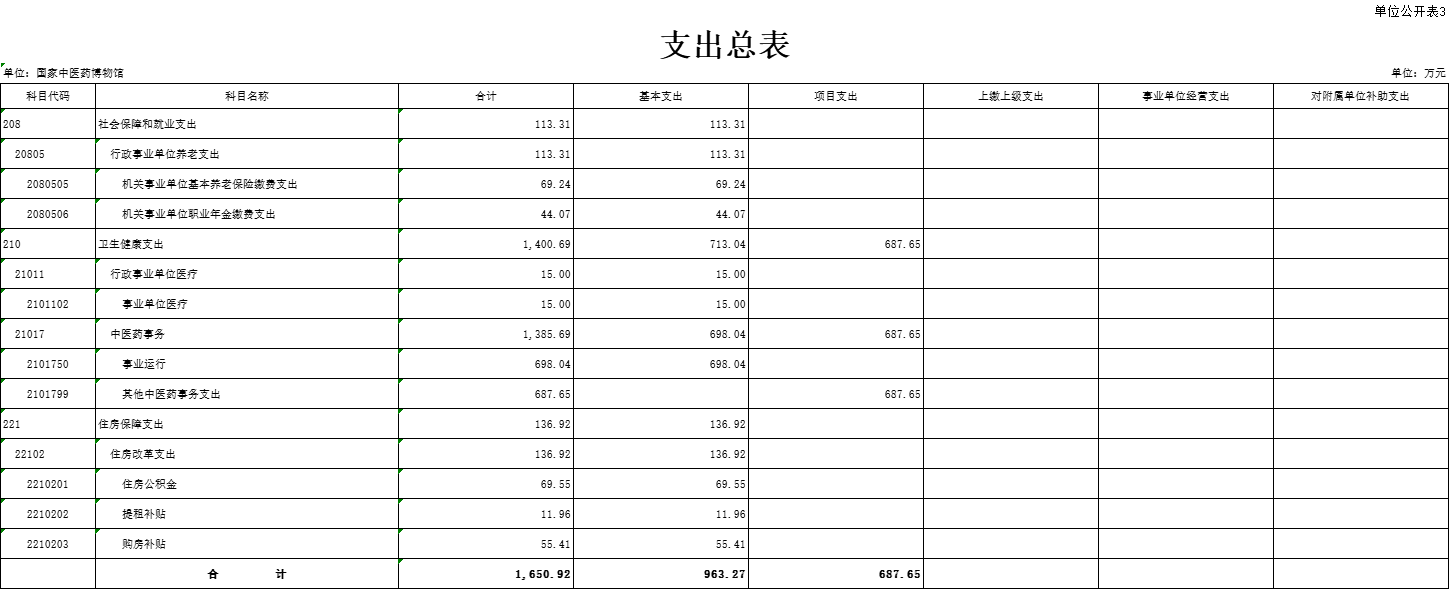 单位公开表3
支出总表
单位：国家中医药博物馆 单位：万元
科目代码 科目名称 合计 基本支出 项目支出 上缴上级支出 事业单位经营支出 对附属单位补助支出
208 社会保障和就业支出 113.31 113.31
20805 行政事业单位养老支出 113.31 113.31
2080505 机关事业单位基本养老保险缴费支出 69.24 69.24
2080506 机关事业单位职业年金缴费支出 44.07 44.07
210 卫生健康支出 1,400.69 713.04 687.65
21011 行政事业单位医疗 15.00 15.00
2101102 事业单位医疗 15.00 15.00
21017 中医药事务 1,385.69 698.04 687.65
2101750 事业运行 698.04 698.04
2101799 其他中医药事务支出 687.65 687.65
221 住房保障支出 136.92 136.92
22102 住房改革支出 136.92 136.92
2210201 住房公积金 69.55 69.55
2210202 提租补贴 11.96 11.96
2210203 购房补贴 55.41 55.41
合 计 1,650.92 963.27 687.65